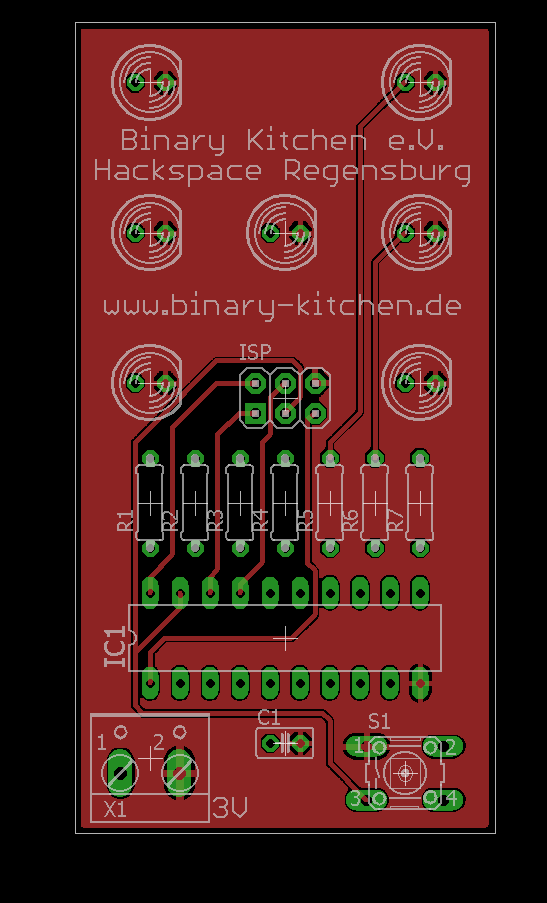 Binary Kitchen e.V.
Hackspace Regensburg
www.binary-kitchen.de
ISP
R1 R2 R3 R4 R5 R6 R7
IC1
C1
S1
1 2
1 2
3 4
X1
3V